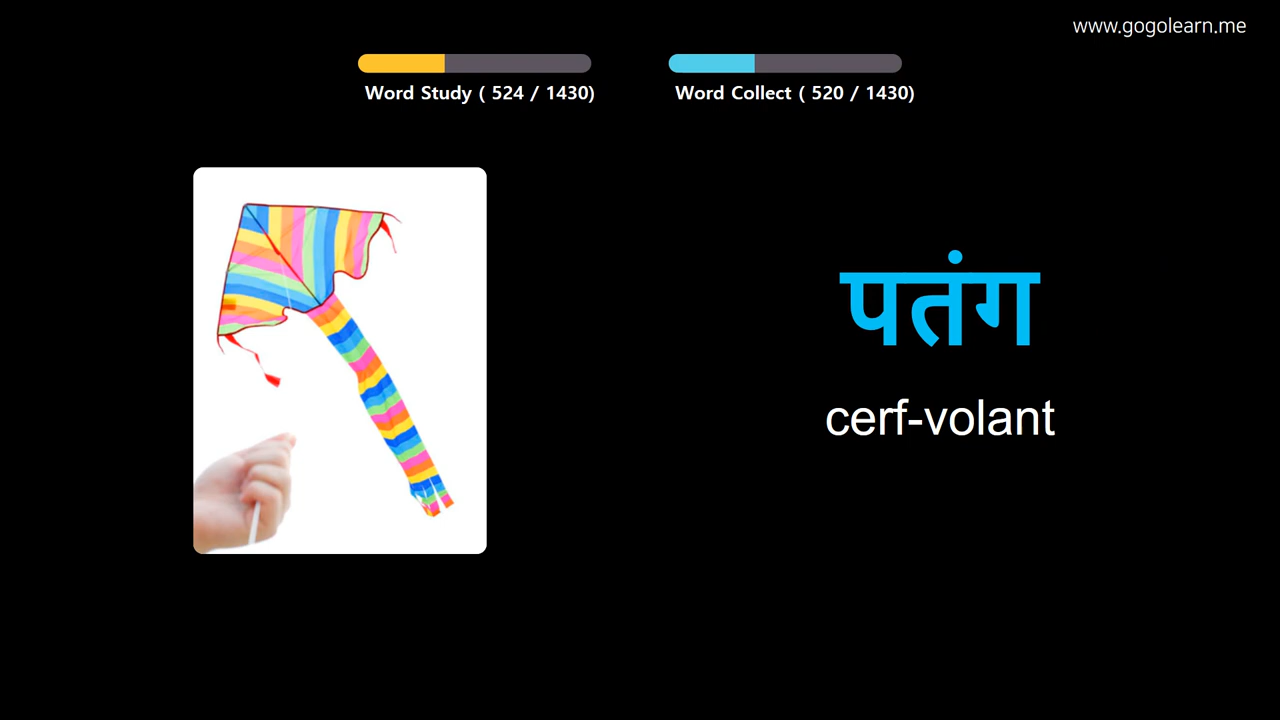 www.gogolearn.me
Word Study ( 524 / 1430)
Word Collect ( 520 / 1430)
पतंग
cerf-volant